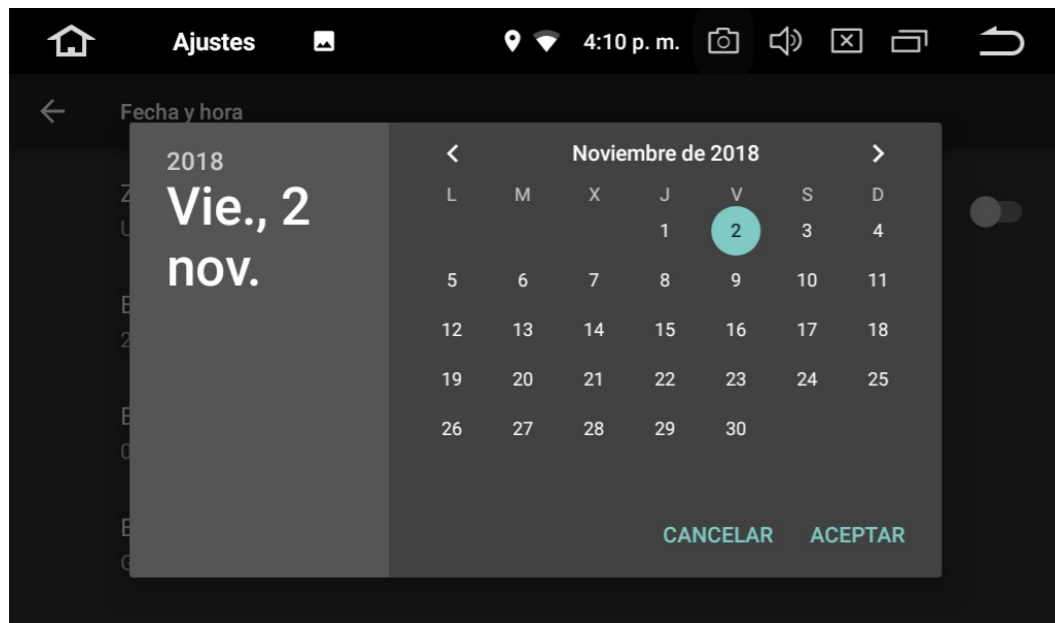 Ajustes 4:10 p. m.
Fecha y hora
2018
Vie., 2
nov.
Noviembre de 2018
L M X J V S D
1 2 3 4
5 6 7 8 9 10 11
12 13 14 15 16 17 18
19 20 21 22 23 24 25
26 27 28 29 30
CANCELAR ACEPTAR